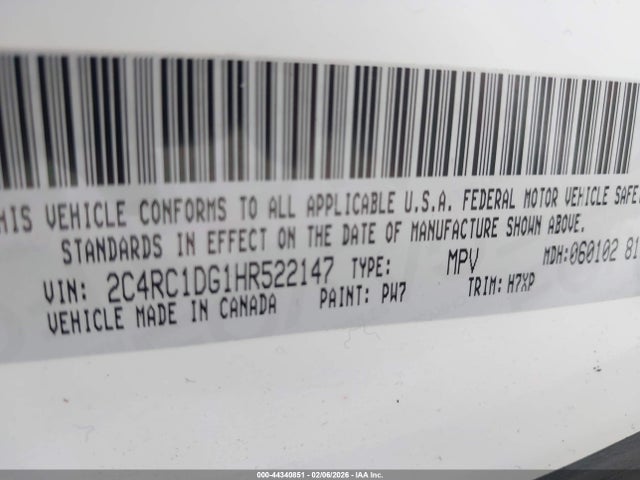 THIS VEHICLE CONFORMS TO ALL APPLICABLE U.S.A. FEDERAL MOTOR VEHICLE SAFE
STANDARDS IN EFFECT ON THE DATE OF MANUFACTURE SHOWN ABOVE.
VIN: 2C4RC1DG1HR522147 TYPE: MPV MDH:060102 81
VEHICLE MADE IN CANADA PAINT: PW7 TRIM: H7XP
000-44340851 | 02/06/2026 | IAA Inc.